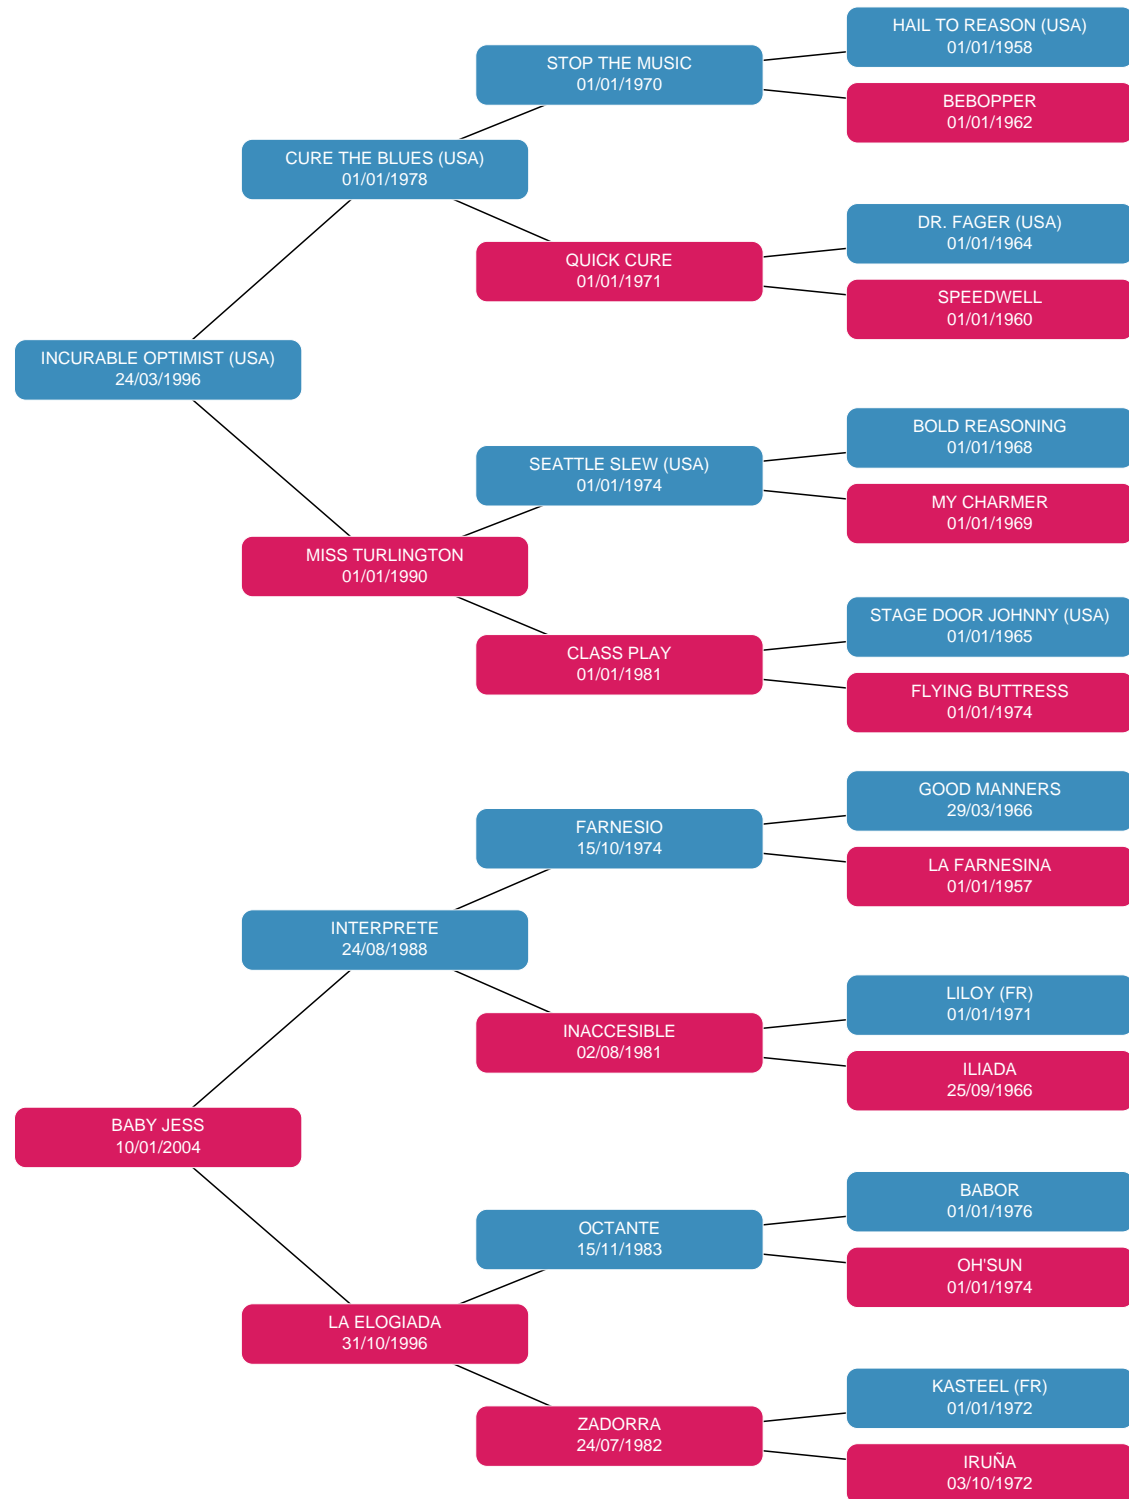 HAIL TO REASON (USA)
01/01/1958
STOP THE MUSIC
01/01/1970
BEBOPPER
01/01/1962
CURE THE BLUES (USA)
01/01/1978
DR. FAGER (USA)
01/01/1964
QUICK CURE
01/01/1971
SPEEDWELL
01/01/1960
INCURABLE OPTIMIST (USA)
24/03/1996
BOLD REASONING
01/01/1968
SEATTLE SLEW (USA)
01/01/1974
MY CHARMER
01/01/1969
MISS TURLINGTON
01/01/1990
STAGE DOOR JOHNNY (USA)
01/01/1965
CLASS PLAY
01/01/1981
FLYING BUTTRESS
01/01/1974
GOOD MANNERS
29/03/1966
FARNESIO
15/10/1974
LA FARNESINA
01/01/1957
INTERPRETE
24/08/1988
LILOY (FR)
01/01/1971
INACCESIBLE
02/08/1981
ILIADA
25/09/1966
BABY JESS
10/01/2004
BABOR
01/01/1976
OCTANTE
15/11/1983
OH'SUN
01/01/1974
LA ELOGIADA
31/10/1996
KASTEEL (FR)
01/01/1972
ZADORRA
24/07/1982
IRUÑA
03/10/1972